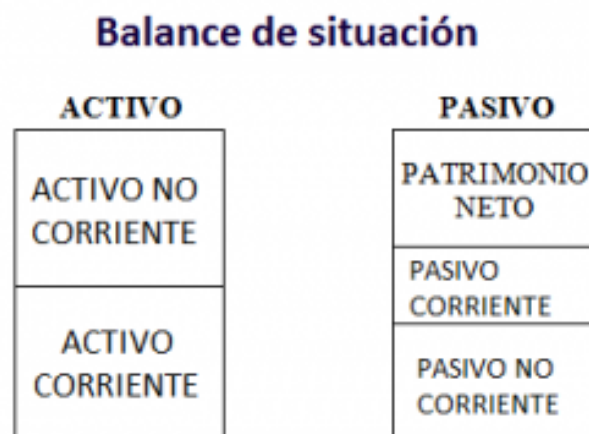 Balance de situación
ACTIVO
ACTIVO NO
CORRIENTE
ACTIVO
CORRIENTE
PASIVO
PATRIMONIO
NETO
PASIVO
CORRIENTE
PASIVO NO
CORRIENTE